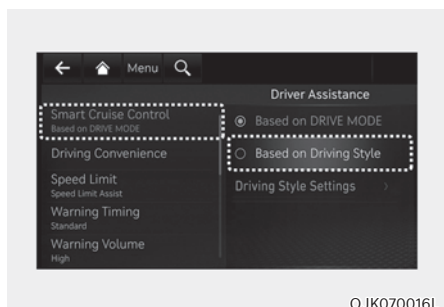 Menu
Driver Assistance
Smart Cruise Control
Based on DRIVE MODE
Driving Convenience
Speed Limit
Speed Limit Assist
Warning Timing
Standard
Warning Volume
High
Based on DRIVE MODE
Based on Driving Style
Driving Style Settings
OJK070016L